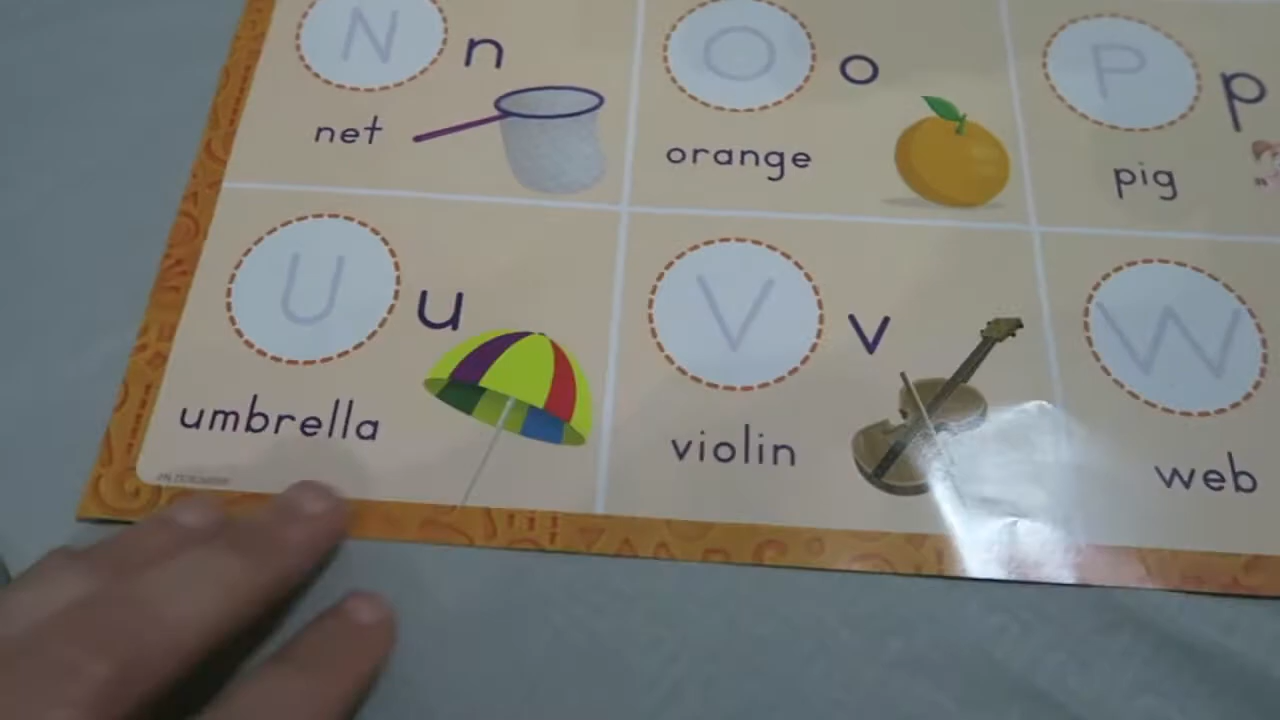 N n
net
O o
orange
P p
pig
U u
umbrella
V v
violin
W
web